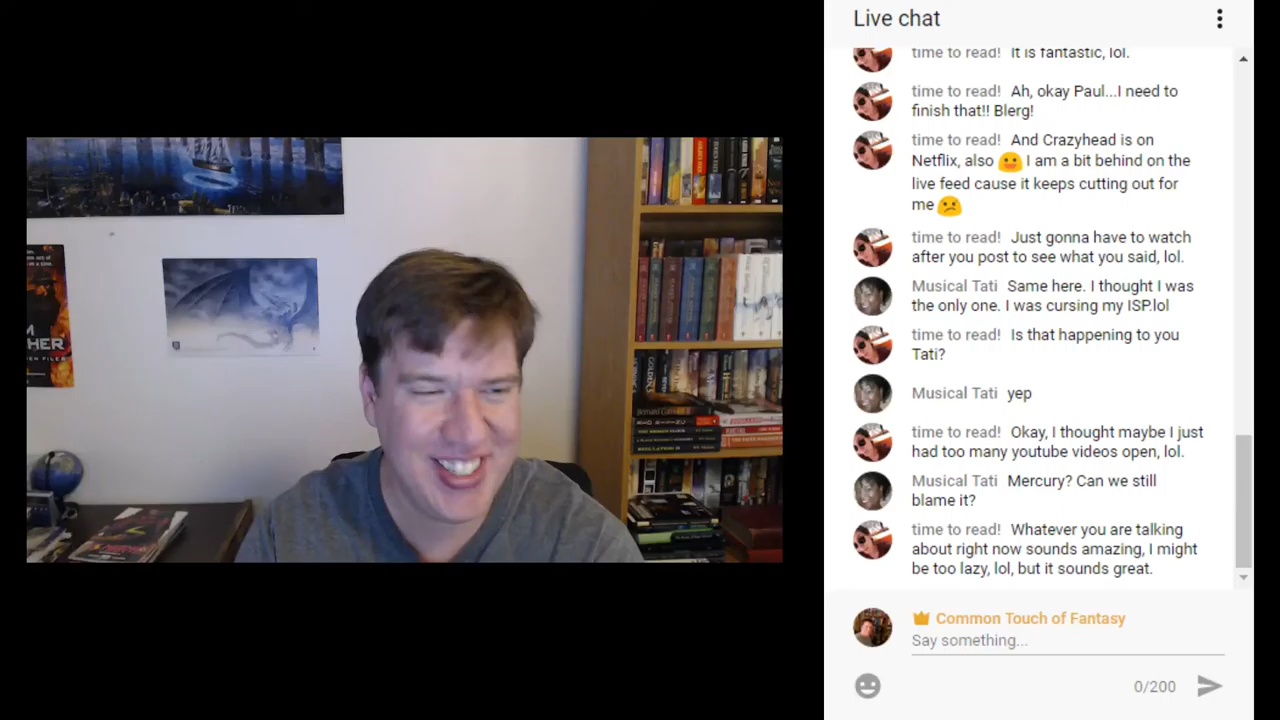 Live chat
time to read! It is fantastic, lol.
time to read! Ah, okay Paul...I need to
finish that!! Blerg!
time to read! And Crazyhead is on
Netflix, also 😛 I am a bit behind on the
live feed cause it keeps cutting out for
me 😕
time to read! Just gonna have to watch
after you post to see what you said, lol.
Musical Tati Same here. I thought I was
the only one. I was cursing my ISP.lol
time to read! Is that happening to you
Tati?
Musical Tati yep
time to read! Okay, I thought maybe I just
had too many youtube videos open, lol.
Musical Tati Mercury? Can we still
blame it?
time to read! Whatever you are talking
about right now sounds amazing, I might
be too lazy, lol, but it sounds great.
Common Touch of Fantasy
Say something...
0/200
HER